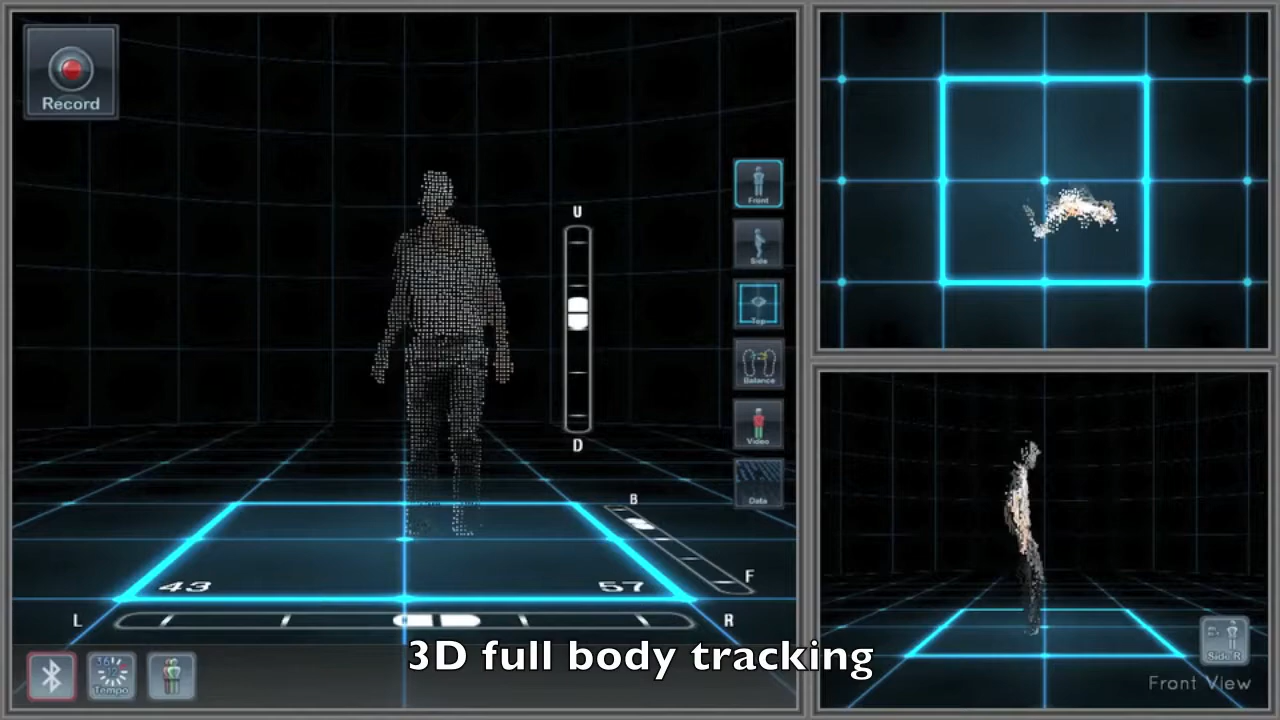 Record
U
D
Front
Side
Top
Balance
Video
Data
B
F
43
57
L
R
3D full body tracking
Tempo
Side R
Front View